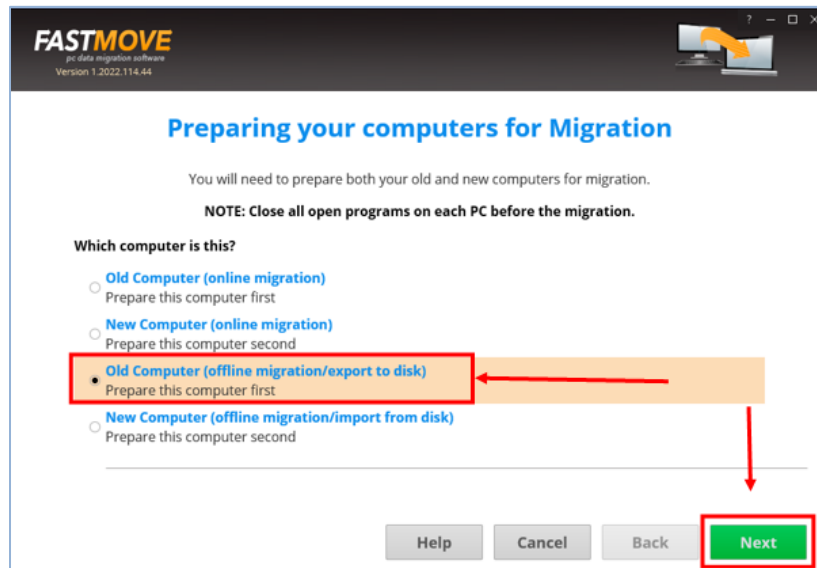 FASTMOVE
pc data migration software
Version 1.2022.114.44
Preparing your computers for Migration
You will need to prepare both your old and new computers for migration.
NOTE: Close all open programs on each PC before the migration.
Which computer is this?
Old Computer (online migration)
Prepare this computer first
New Computer (online migration)
Prepare this computer second
Old Computer (offline migration/export to disk)
Prepare this computer first
New Computer (offline migration/import from disk)
Prepare this computer second
Help Cancel Back Next